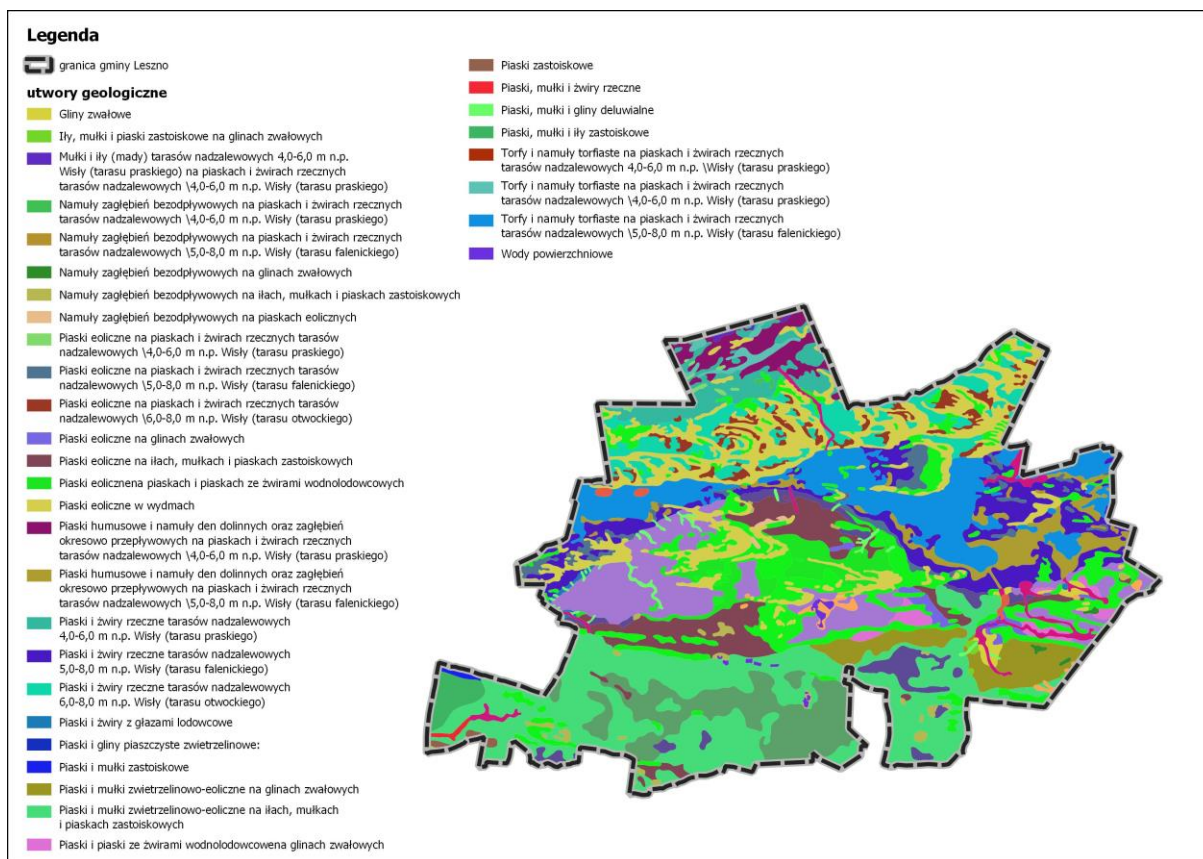 Legenda
granica gminy Leszno
utwory geologiczne
Gliny zwałowe
Iły, mułki i piaski zastoiskowe na glinach zwałowych
Mułki i iły (mady) tarasów nadzalewowych 4,0-6,0 m n.p.
Wisły (tarasu praskiego) na piaskach i żwirach rzecznych
tarasów nadzalewowych \4,0-6,0 m n.p. Wisły (tarasu praskiego)
Namuły zagłębień bezodpływowych na piaskach i żwirach rzecznych
tarasów nadzalewowych \4,0-6,0 m n.p. Wisły (tarasu praskiego)
Namuły zagłębień bezodpływowych na piaskach i żwirach rzecznych
tarasów nadzalewowych \5,0-8,0 m n.p. Wisły (tarasu falenickiego)
Namuły zagłębień bezodpływowych na glinach zwałowych
Namuły zagłębień bezodpływowych na iłach, mułkach i piaskach zastoiskowych
Namuły zagłębień bezodpływowych na piaskach eolicznych
Piaski eoliczne na piaskach i żwirach rzecznych tarasów
nadzalewowych \4,0-6,0 m n.p. Wisły (tarasu praskiego)
Piaski eoliczne na piaskach i żwirach rzecznych tarasów
nadzalewowych \5,0-8,0 m n.p. Wisły (tarasu falenickiego)
Piaski eoliczne na piaskach i żwirach rzecznych tarasów
nadzalewowych \6,0-8,0 m n.p. Wisły (tarasu otwockiego)
Piaski eoliczne na glinach zwałowych
Piaski eoliczne na iłach, mułkach i piaskach zastoiskowych
Piaski eolicznena piaskach i piaskach ze żwirami wodnolodowcowych
Piaski eoliczne w wydmach
Piaski humusowe i namuły den dolinnych oraz zagłębień
okresowo przepływowych na piaskach i żwirach rzecznych
tarasów nadzalewowych \4,0-6,0 m n.p. Wisły (tarasu praskiego)
Piaski humusowe i namuły den dolinnych oraz zagłębień
okresowo przepływowych na piaskach i żwirach rzecznych
tarasów nadzalewowych \5,0-8,0 m n.p. Wisły (tarasu falenickiego)
Piaski i żwiry rzeczne tarasów nadzalewowych
4,0-6,0 m n.p. Wisły (tarasu praskiego)
Piaski i żwiry rzeczne tarasów nadzalewowych
5,0-8,0 m n.p. Wisły (tarasu falenickiego)
Piaski i żwiry rzeczne tarasów nadzalewowych
6,0-8,0 m n.p. Wisły (tarasu otwockiego)
Piaski i żwiry z głazami lodowcowe
Piaski i gliny piaszczyste zwietrzelinowe:
Piaski i mułki zastoiskowe
Piaski i mułki zwietrzelinowo-eoliczne na glinach zwałowych
Piaski i mułki zwietrzelinowo-eoliczne na iłach, mułkach
i piaskach zastoiskowych
Piaski i piaski ze żwirami wodnolodowcowena glinach zwałowych
Piaski zastoiskowe
Piaski, mułki i żwiry rzeczne
Piaski, mułki i gliny deluwialne
Piaski, mułki i iły zastoiskowe
Torfy i namuły torfiaste na piaskach i żwirach rzecznych
tarasów nadzalewowych 4,0-6,0 m n.p. \Wisły (tarasu praskiego)
Torfy i namuły torfiaste na piaskach i żwirach rzecznych
tarasów nadzalewowych \4,0-6,0 m n.p. Wisły (tarasu praskiego)
Torfy i namuły torfiaste na piaskach i żwirach rzecznych
tarasów nadzalewowych \5,0-8,0 m n.p. Wisły (tarasu falenickiego)
Wody powierzchniowe